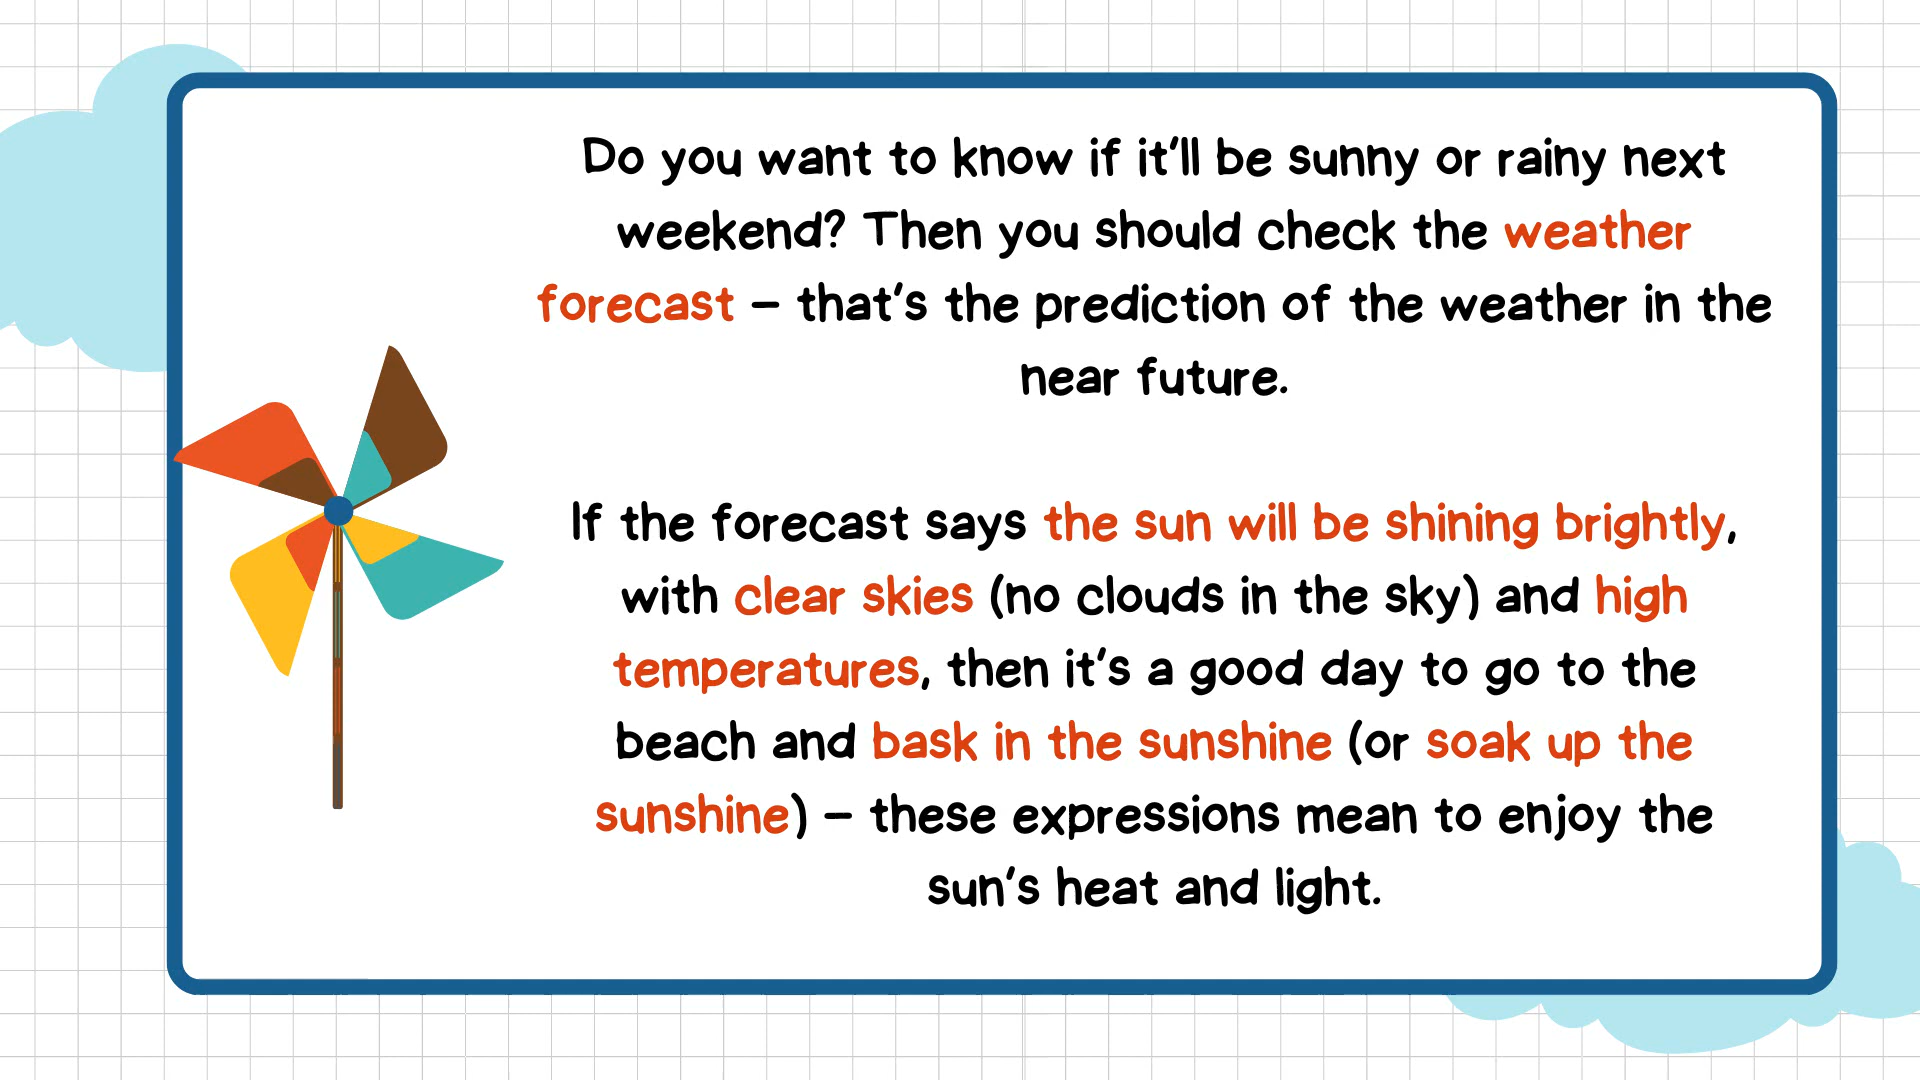 Do you want to know if it'll be sunny or rainy next
weekend? Then you should check the weather
forecast – that's the prediction of the weather in the
near future.
If the forecast says the sun will be shining brightly,
with clear skies (no clouds in the sky) and high
temperatures, then it's a good day to go to the
beach and bask in the sunshine (or soak up the
sunshine) – these expressions mean to enjoy the
sun's heat and light.